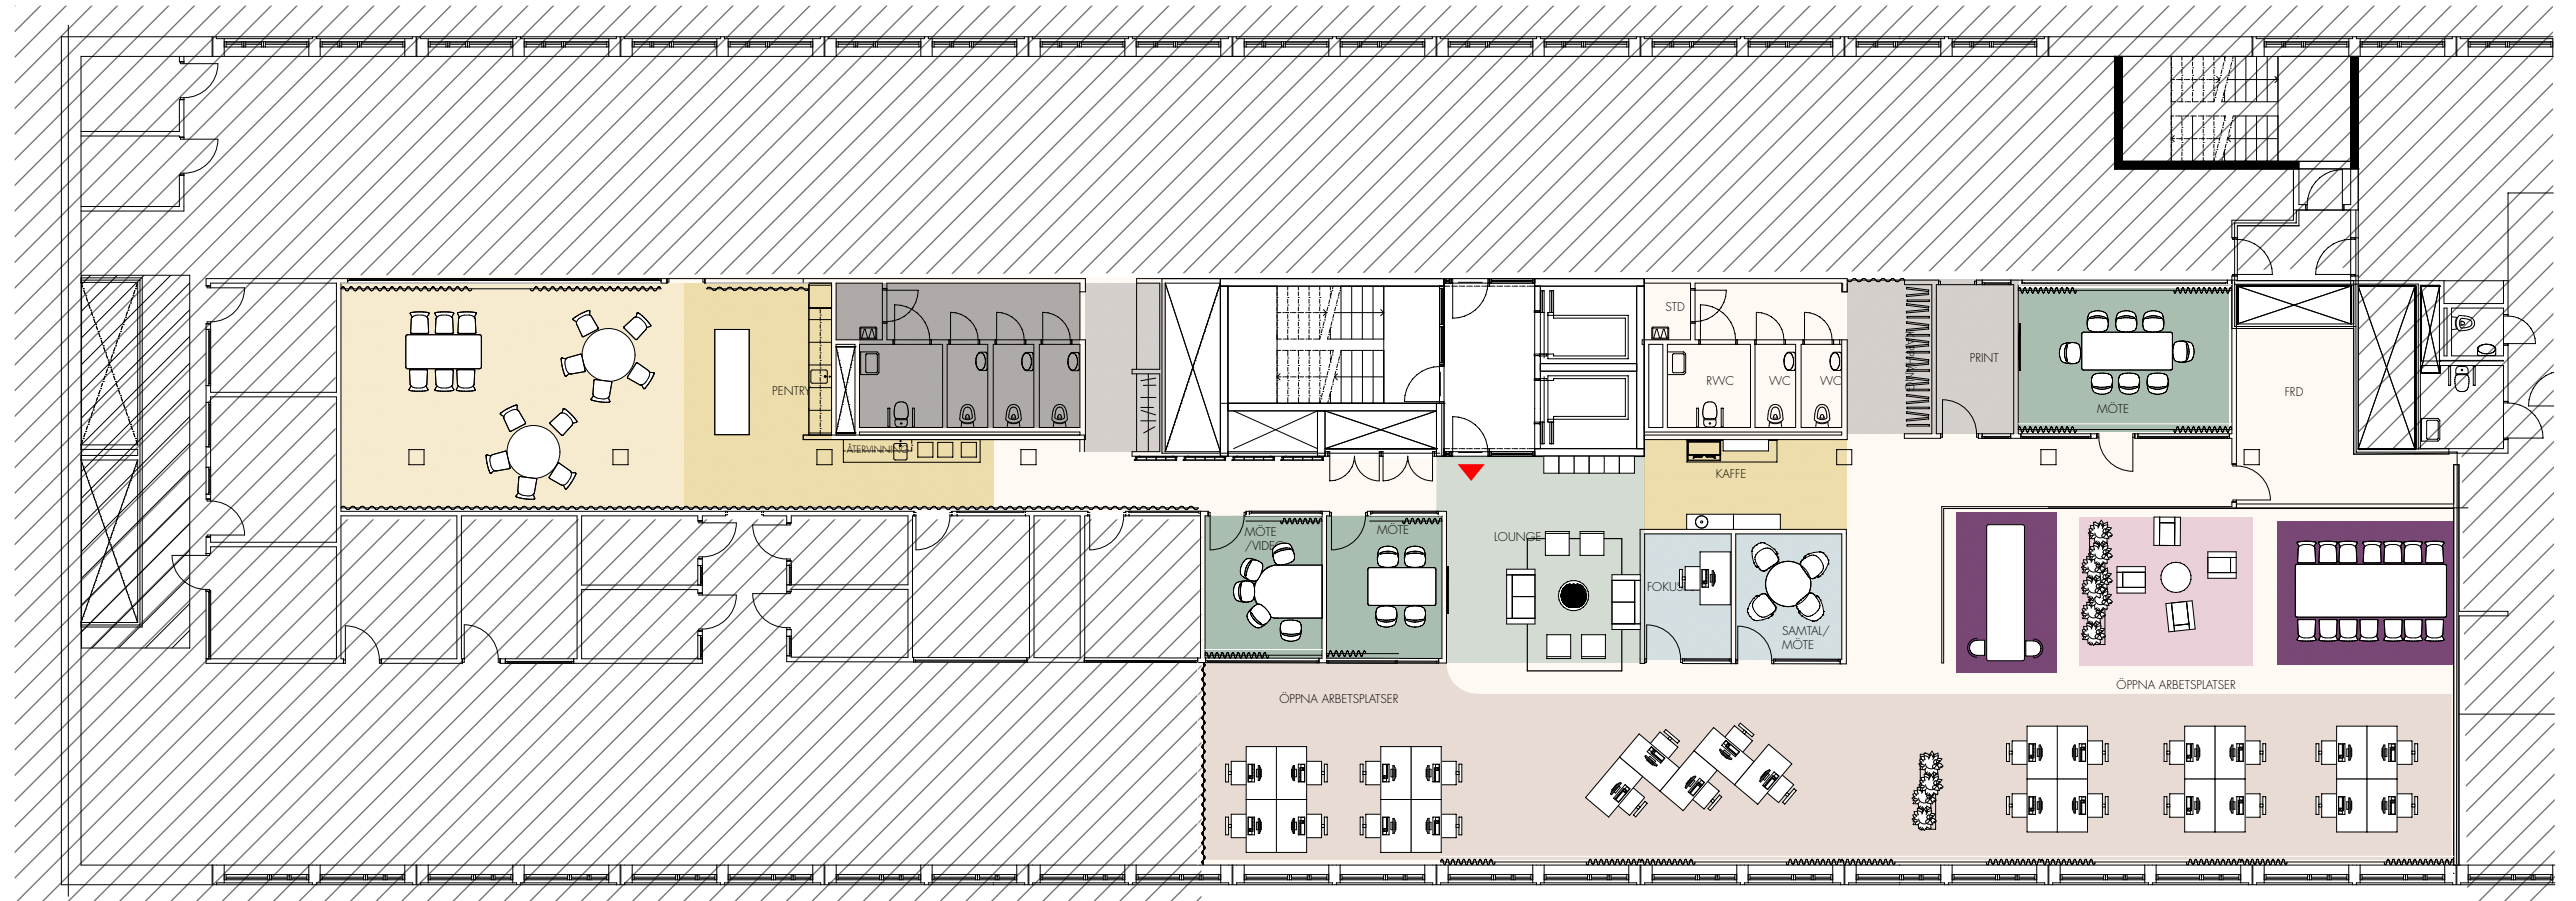 STD
PRINT
PENTRY
RWC
WC
WC
FRD
MÖTE
ÅTERVINNING
KAFFE
MÖTE
/VIDEO
MÖTE
LOUNGE
FOKUS
SAMTAL/
MÖTE
ÖPPNA ARBETSPLATSER
ÖPPNA ARBETSPLATSER